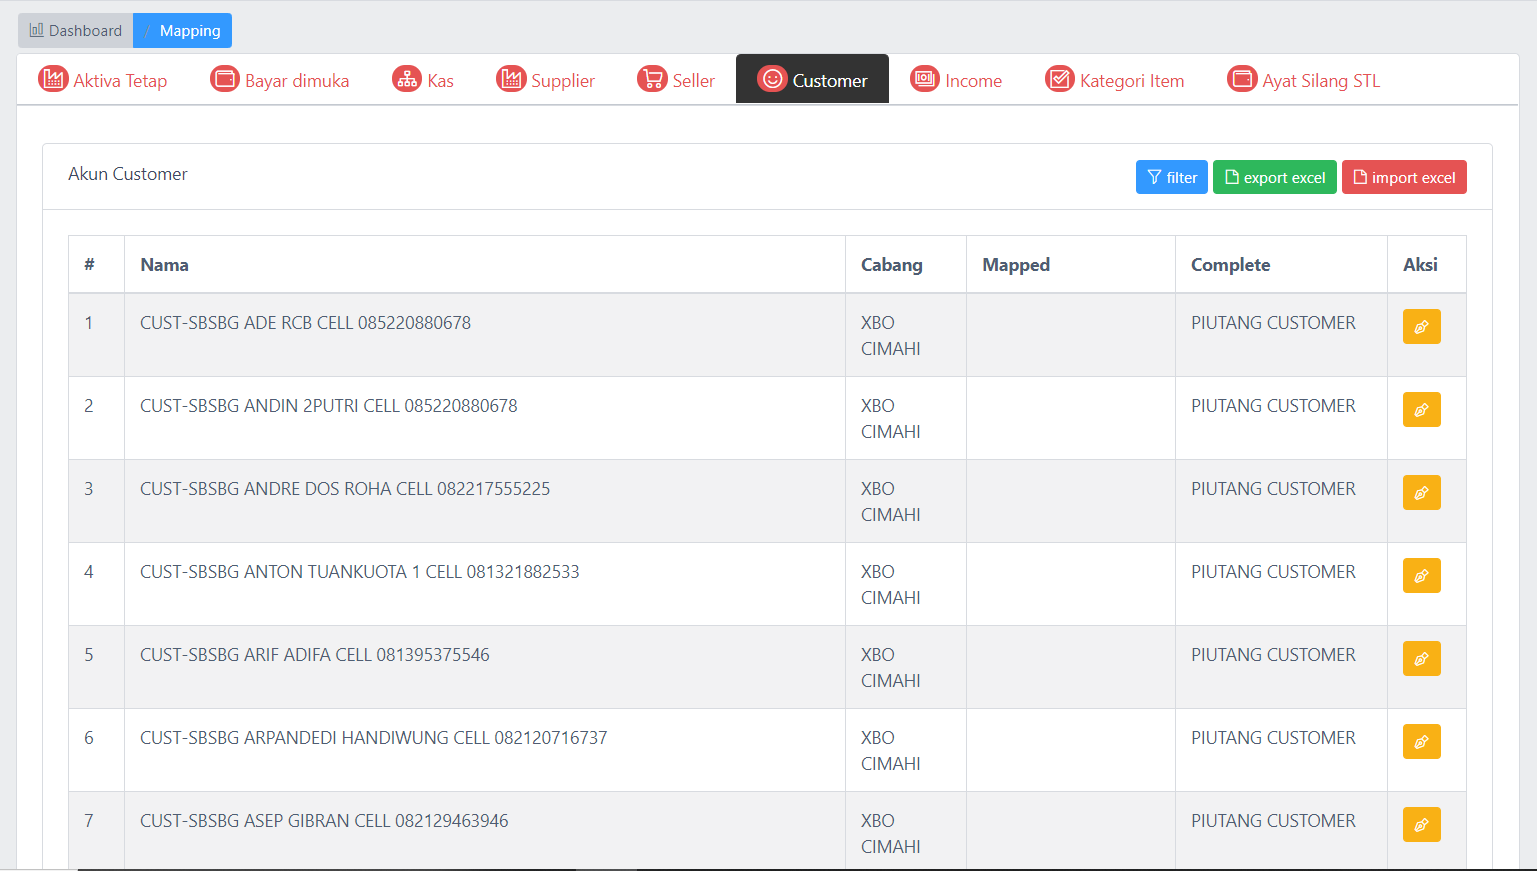 Dashboard / Mapping
Aktiva Tetap Bayar dimuka Kas Supplier Seller Customer Income Kategori Item Ayat Silang STL
Akun Customer filter export excel import excel
# Nama Cabang Mapped Complete Aksi
1 CUST-SBSBG ADE RCB CELL 085220880678 XBO PIUTANG CUSTOMER
CIMAHI
2 CUST-SBSBG ANDIN 2PUTRI CELL 085220880678 XBO PIUTANG CUSTOMER
CIMAHI
3 CUST-SBSBG ANDRE DOS ROHA CELL 082217555225 XBO PIUTANG CUSTOMER
CIMAHI
4 CUST-SBSBG ANTON TUANKUOTA 1 CELL 081321882533 XBO PIUTANG CUSTOMER
CIMAHI
5 CUST-SBSBG ARIF ADIFA CELL 081395375546 XBO PIUTANG CUSTOMER
CIMAHI
6 CUST-SBSBG ARPANDEDI HANDIWUNG CELL 082120716737 XBO PIUTANG CUSTOMER
CIMAHI
7 CUST-SBSBG ASEP GIBRAN CELL 082129463946 XBO PIUTANG CUSTOMER
CIMAHI